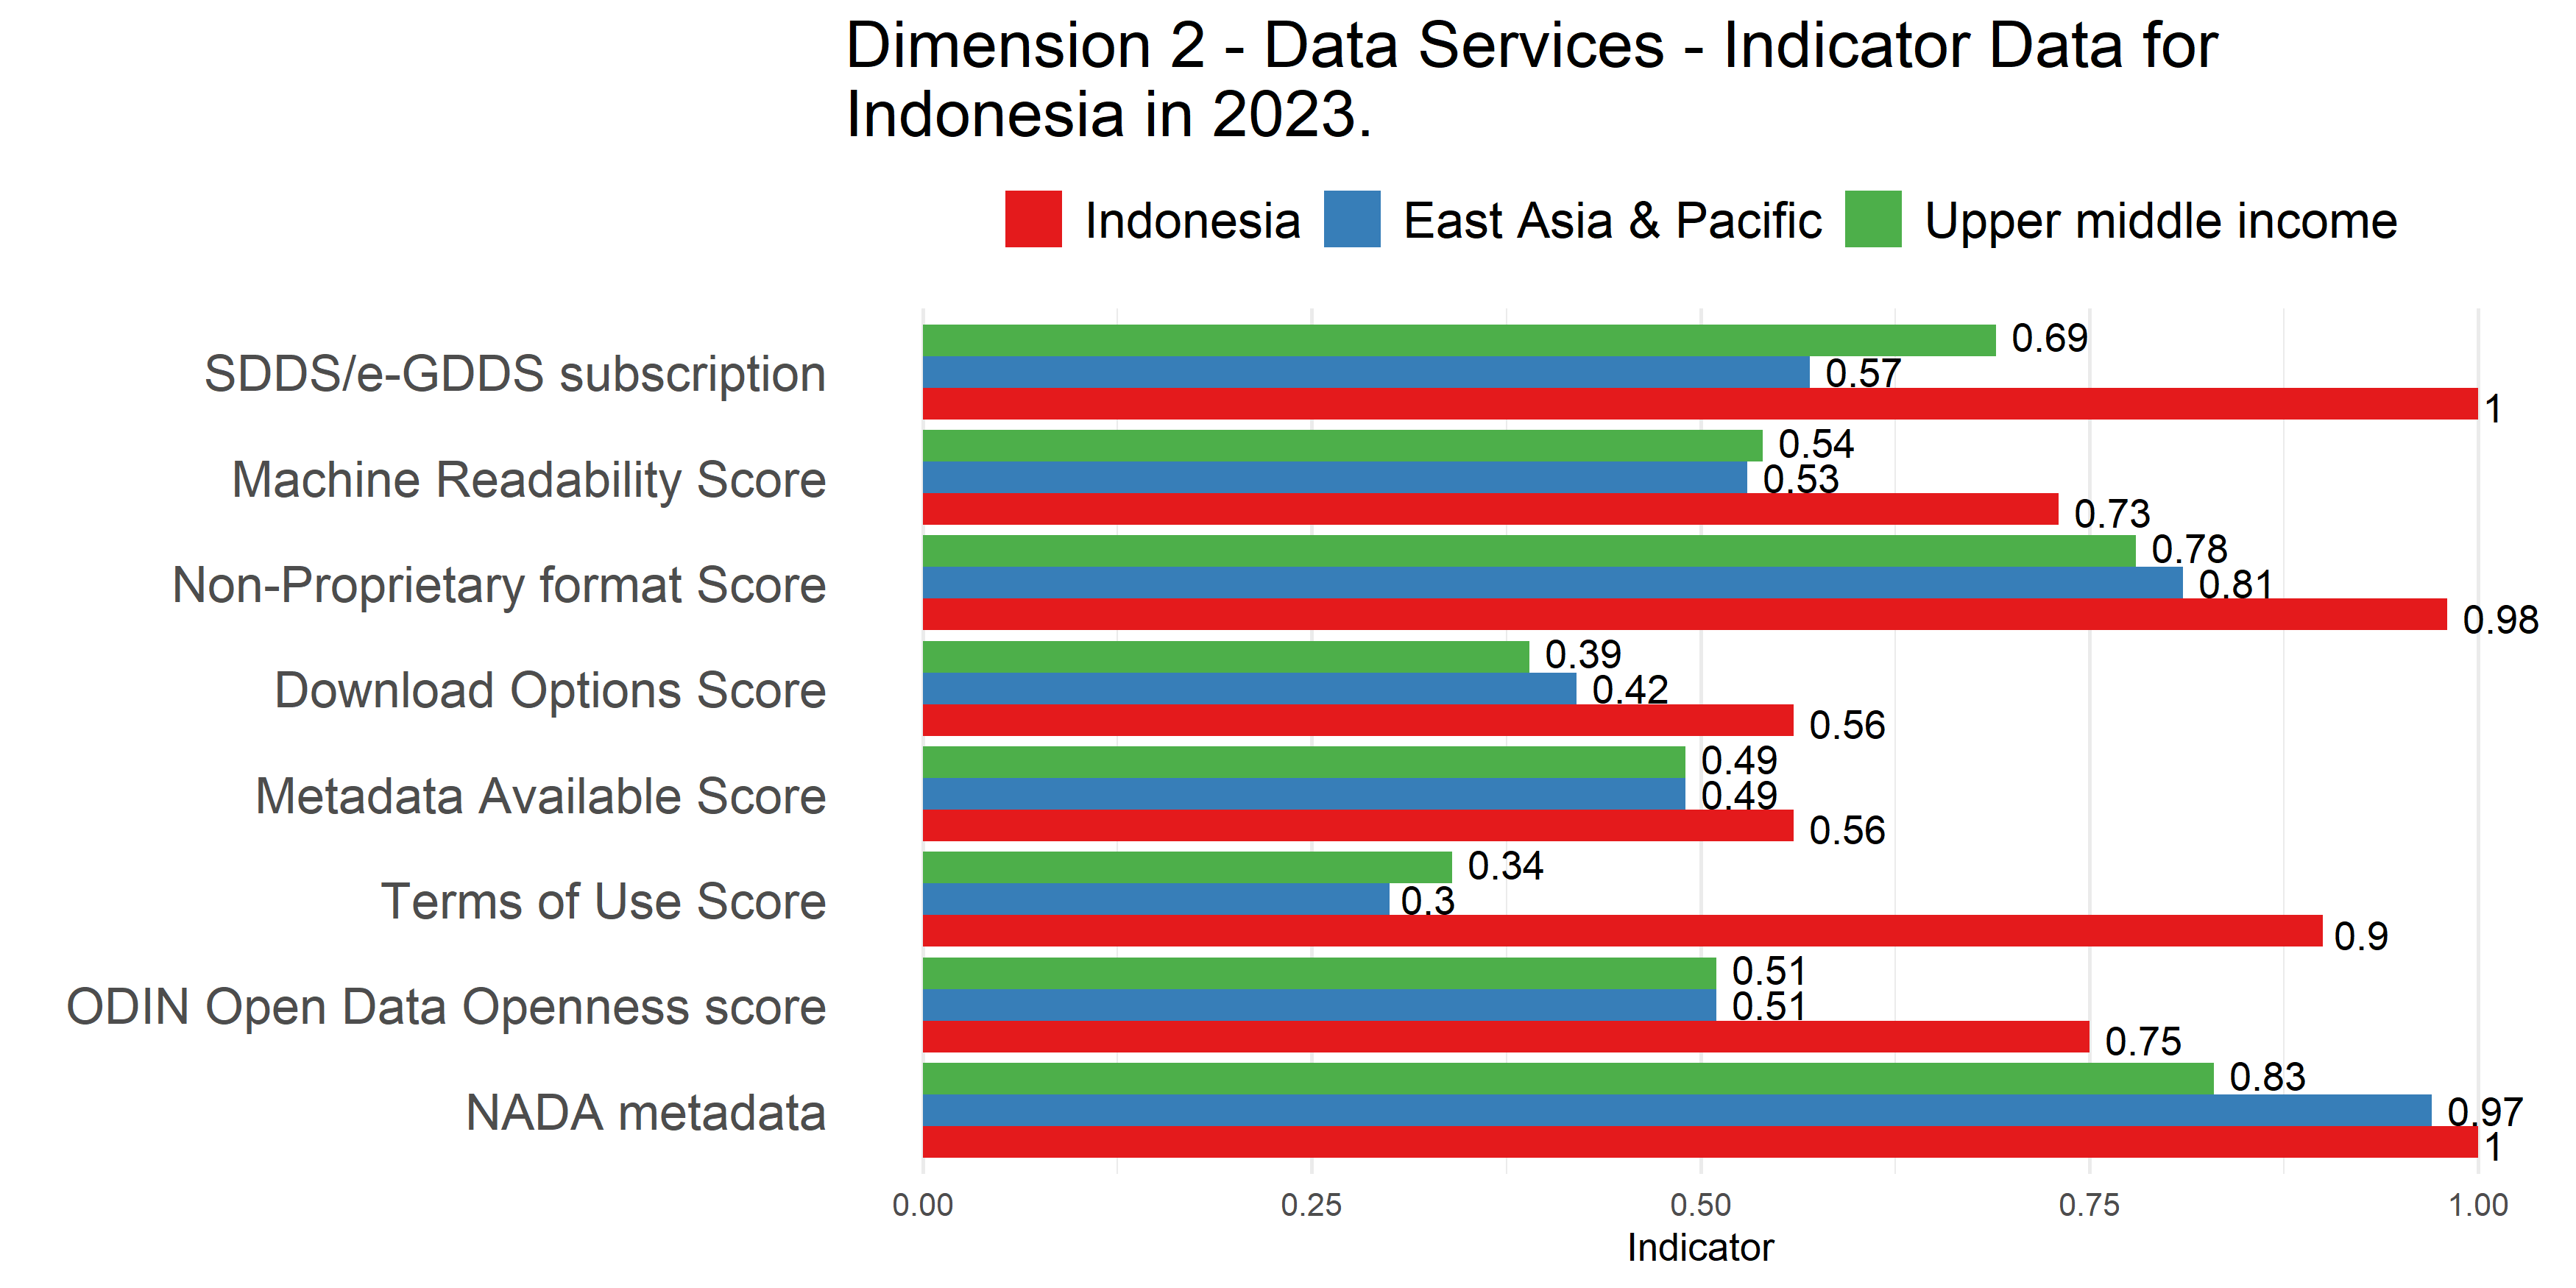 Dimension 2 - Data Services - Indicator Data for
Indonesia in 2023.
Indonesia East Asia & Pacific Upper middle income
SDDS/e-GDDS subscription
0.69
0.57
1
Machine Readability Score
0.54
0.53
0.73
Non-Proprietary format Score
0.78
0.81
0.98
Download Options Score
0.39
0.42
0.56
Metadata Available Score
0.49
0.49
0.56
Terms of Use Score
0.34
0.3
0.9
ODIN Open Data Openness score
0.51
0.51
0.75
NADA metadata
0.83
0.97
1
0.00 0.25 0.50 0.75 1.00
Indicator